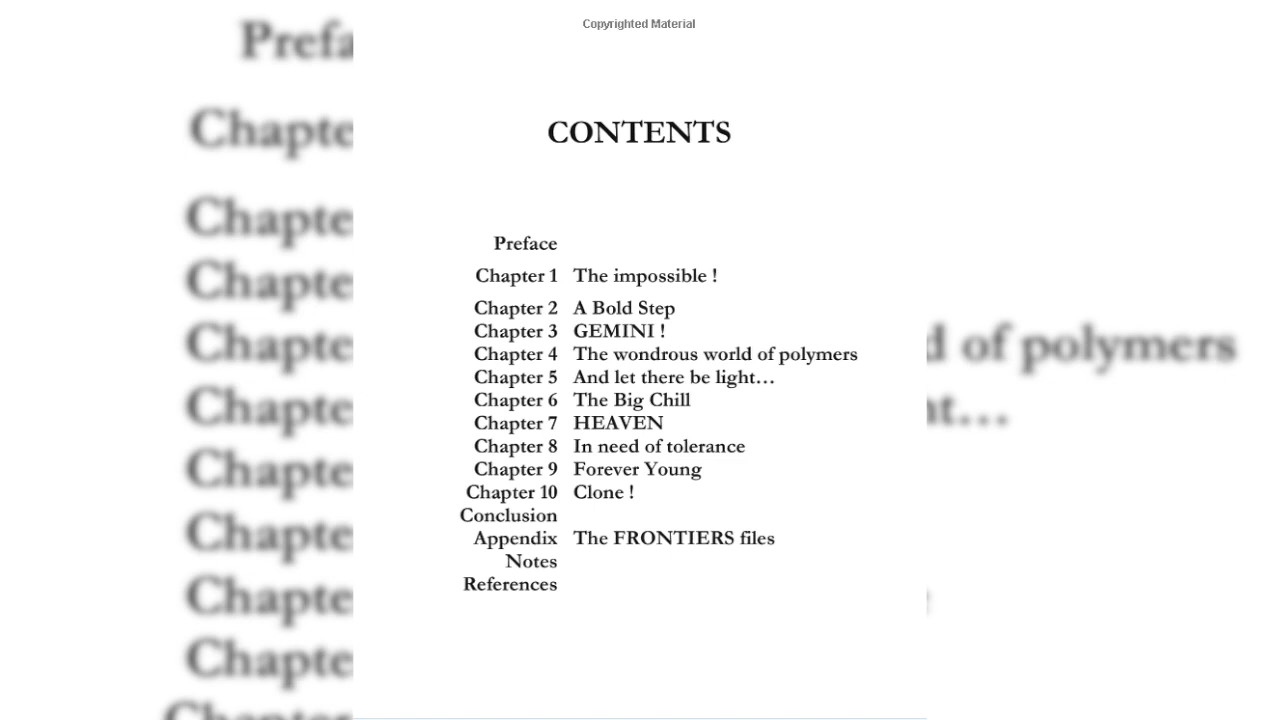 Copyrighted Material
CONTENTS
Preface
Chapter 1 The impossible !
Chapter 2 A Bold Step
Chapter 3 GEMINI !
Chapter 4 The wondrous world of polymers
Chapter 5 And let there be light…
Chapter 6 The Big Chill
Chapter 7 HEAVEN
Chapter 8 In need of tolerance
Chapter 9 Forever Young
Chapter 10 Clone !
Conclusion
Appendix The FRONTIERS files
Notes
References